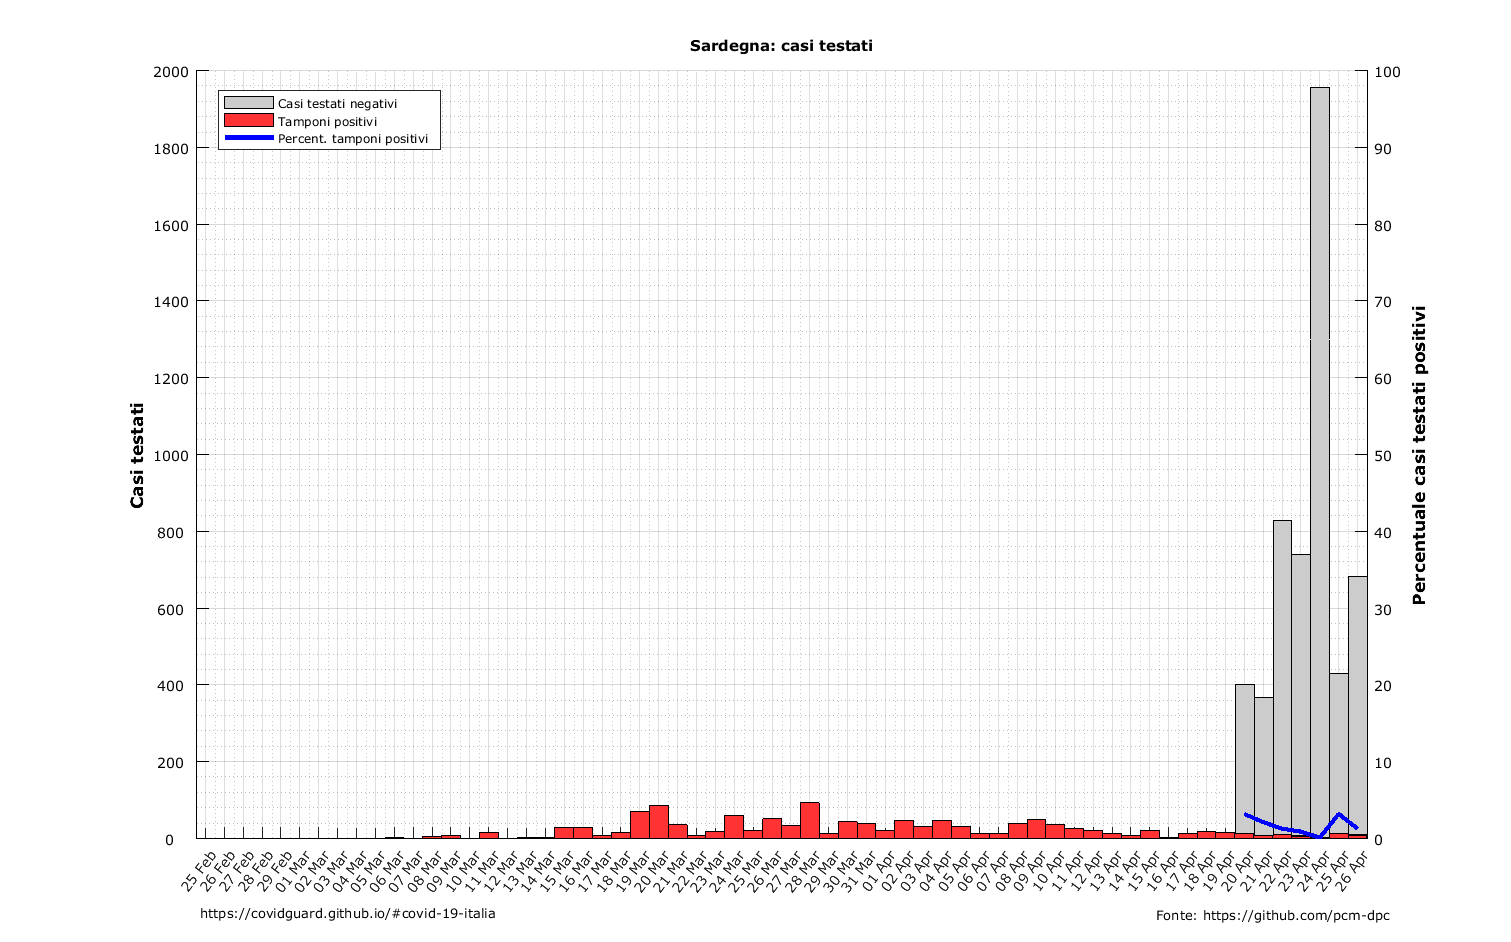 Sardegna: casi testati
Casi testati negativi
Tamponi positivi
Percent. tamponi positivi
Casi testati
2000
1800
1600
1400
1200
1000
800
600
400
200
0
100
90
80
70
60
50
40
30
20
10
0
Percentuale casi testati positivi
25 Feb
26 Feb
27 Feb
28 Feb
29 Feb
01 Mar
02 Mar
03 Mar
04 Mar
05 Mar
06 Mar
07 Mar
08 Mar
09 Mar
10 Mar
11 Mar
12 Mar
13 Mar
14 Mar
15 Mar
16 Mar
17 Mar
18 Mar
19 Mar
20 Mar
21 Mar
22 Mar
23 Mar
24 Mar
25 Mar
26 Mar
27 Mar
28 Mar
29 Mar
30 Mar
31 Mar
01 Apr
02 Apr
03 Apr
04 Apr
05 Apr
06 Apr
07 Apr
08 Apr
09 Apr
10 Apr
11 Apr
12 Apr
13 Apr
14 Apr
15 Apr
16 Apr
17 Apr
18 Apr
19 Apr
20 Apr
21 Apr
22 Apr
23 Apr
24 Apr
25 Apr
26 Apr
https://covidguard.github.io/#covid-19-italia
Fonte: https://github.com/pcm-dpc